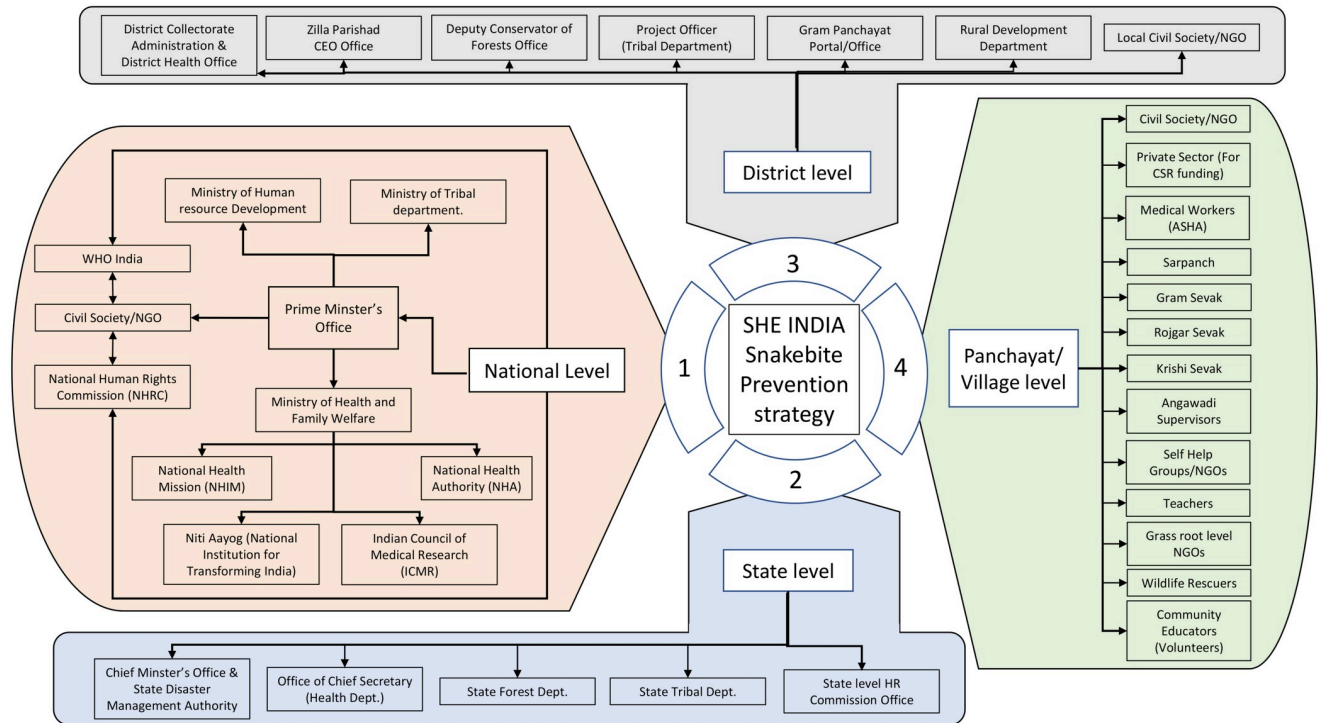 District Collectorate
Administration &
District Health Office
Zilla Parishad
CEO Office
Deputy Conservator of
Forests Office
Project Officer
(Tribal Department)
Gram Panchayat
Portal/Office
Rural Development
Department
Local Civil Society/NGO
District level
Ministry of Human
resource Development
Ministry of Tribal
department.
WHO India
Civil Society/NGO
National Human Rights
Commission (NHRC)
Prime Minster's
Office
National Level
Ministry of Health and
Family Welfare
National Health
Mission (NHIM)
National Health
Authority (NHA)
Niti Aayog (National
Institution for
Transforming India)
Indian Council of
Medical Research
(ICMR)
3
1
SHE INDIA
Snakebite
Prevention
strategy
4
2
Panchayat/
Village level
Civil Society/NGO
Private Sector (For
CSR funding)
Medical Workers
(ASHA)
Sarpanch
Gram Sevak
Rojgar Sevak
Krishi Sevak
Angawadi
Supervisors
Self Help
Groups/NGOs
Teachers
Grass root level
NGOs
Wildlife Rescuers
Community
Educators
(Volunteers)
State level
Chief Minster's Office &
State Disaster
Management Authority
Office of Chief Secretary
(Health Dept.)
State Forest Dept.
State Tribal Dept.
State level HR
Commission Office